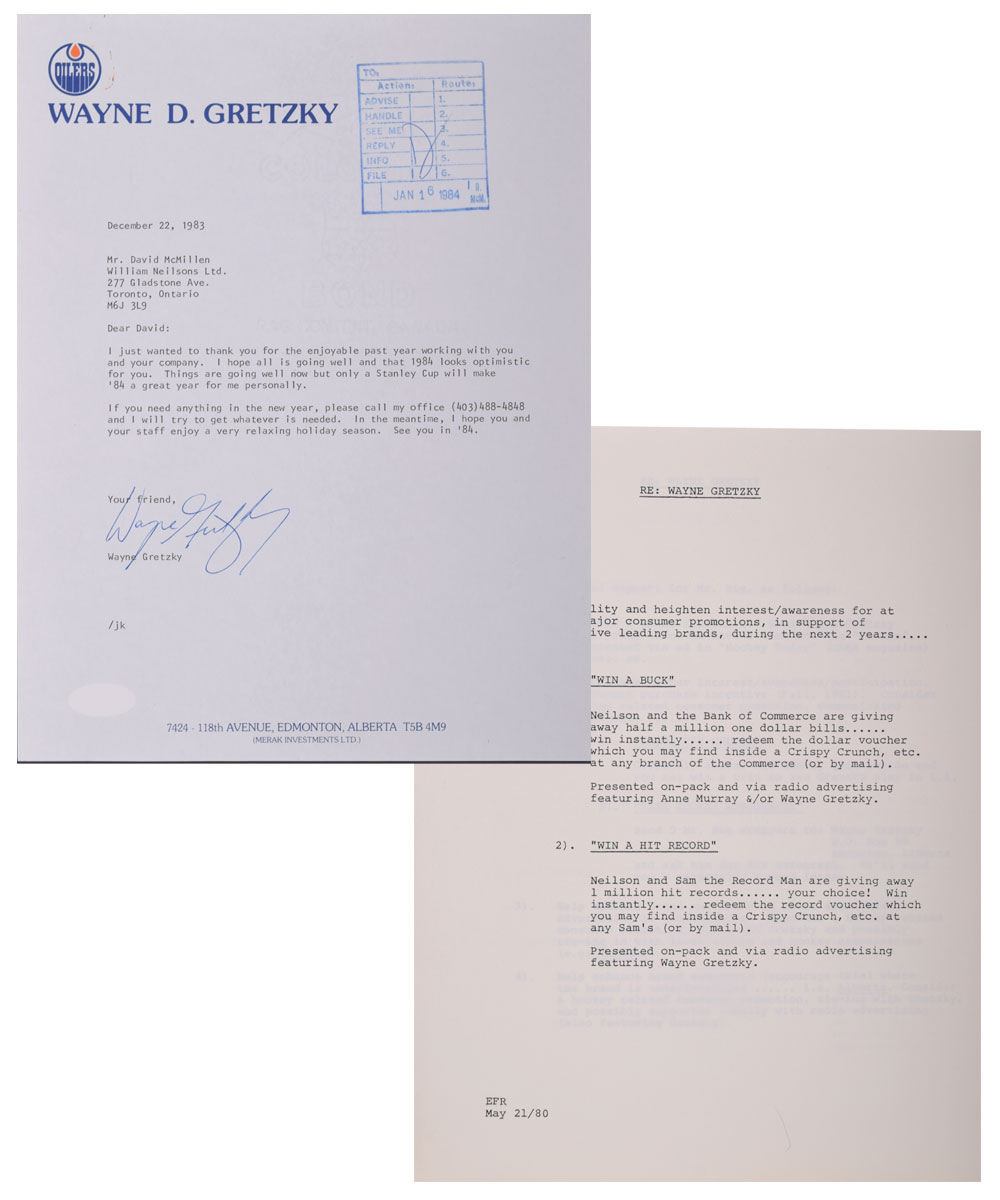 OILERS
WAYNE D. GRETZKY
TO:
Action: Route:
ADVISE 1.
HANDLE 2.
SEE ME 3.
REPLY 4.
INFO 5.
FILE 6.
JAN 16 1984
December 22, 1983
Mr. David McMillen
William Neilsons Ltd.
277 Gladstone Ave.
Toronto, Ontario
M6J 3L9
Dear David:
I just wanted to thank you for the enjoyable past year working with you
and your company. I hope all is going well and that 1984 looks optimistic
for you. Things are going well now but only a Stanley Cup will make
'84 a great year for me personally.
If you need anything in the new year, please call my office (403)488-4848
and I will try to get whatever is needed. In the meantime, I hope you and
your staff enjoy a very relaxing holiday season. See you in '84.
Your friend,
Wayne Gretzky
Wayne Gretzky
/jk
7424 - 118th AVENUE, EDMONTON, ALBERTA T5B 4M9
(MERAK INVESTMENTS LTD.)
RE: WAYNE GRETZKY
lity and heighten interest/awareness for at
ajor consumer promotions, in support of
ive leading brands, during the next 2 years.....
"WIN A BUCK"
Neilson and the Bank of Commerce are giving
away half a million one dollar bills......
win instantly...... redeem the dollar voucher
which you may find inside a Crispy Crunch, etc.
at any branch of the Commerce (or by mail).
Presented on-pack and via radio advertising
featuring Anne Murray &/or Wayne Gretzky.
2). "WIN A HIT RECORD"
Neilson and Sam the Record Man are giving away
1 million hit records...... your choice! Win
instantly...... redeem the record voucher which
you may find inside a Crispy Crunch, etc. at
any Sam's (or by mail).
Presented on-pack and via radio advertising
featuring Wayne Gretzky.
EFR
May 21/80